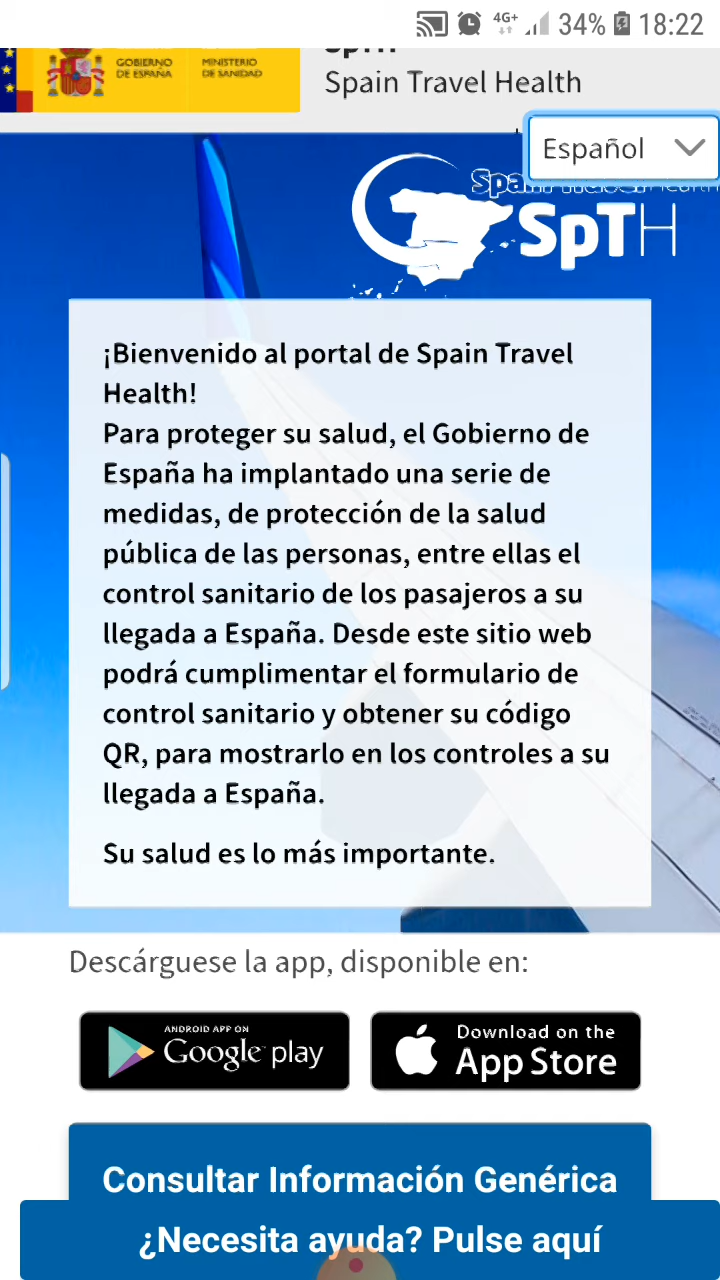 4G+ 34% 18:22
GOBIERNO DE ESPAÑA
MINISTERIO DE SANIDAD
SpTH
Spain Travel Health
Español
SpTH
¡Bienvenido al portal de Spain Travel
Health!
Para proteger su salud, el Gobierno de
España ha implantado una serie de
medidas, de protección de la salud
pública de las personas, entre ellas el
control sanitario de los pasajeros a su
llegada a España. Desde este sitio web
podrá cumplimentar el formulario de
control sanitario y obtener su código
QR, para mostrarlo en los controles a su
llegada a España.
Su salud es lo más importante.
Descárguese la app, disponible en:
ANDROID APP ON
Google play
Download on the
App Store
Consultar Información Genérica
¿Necesita ayuda? Pulse aquí